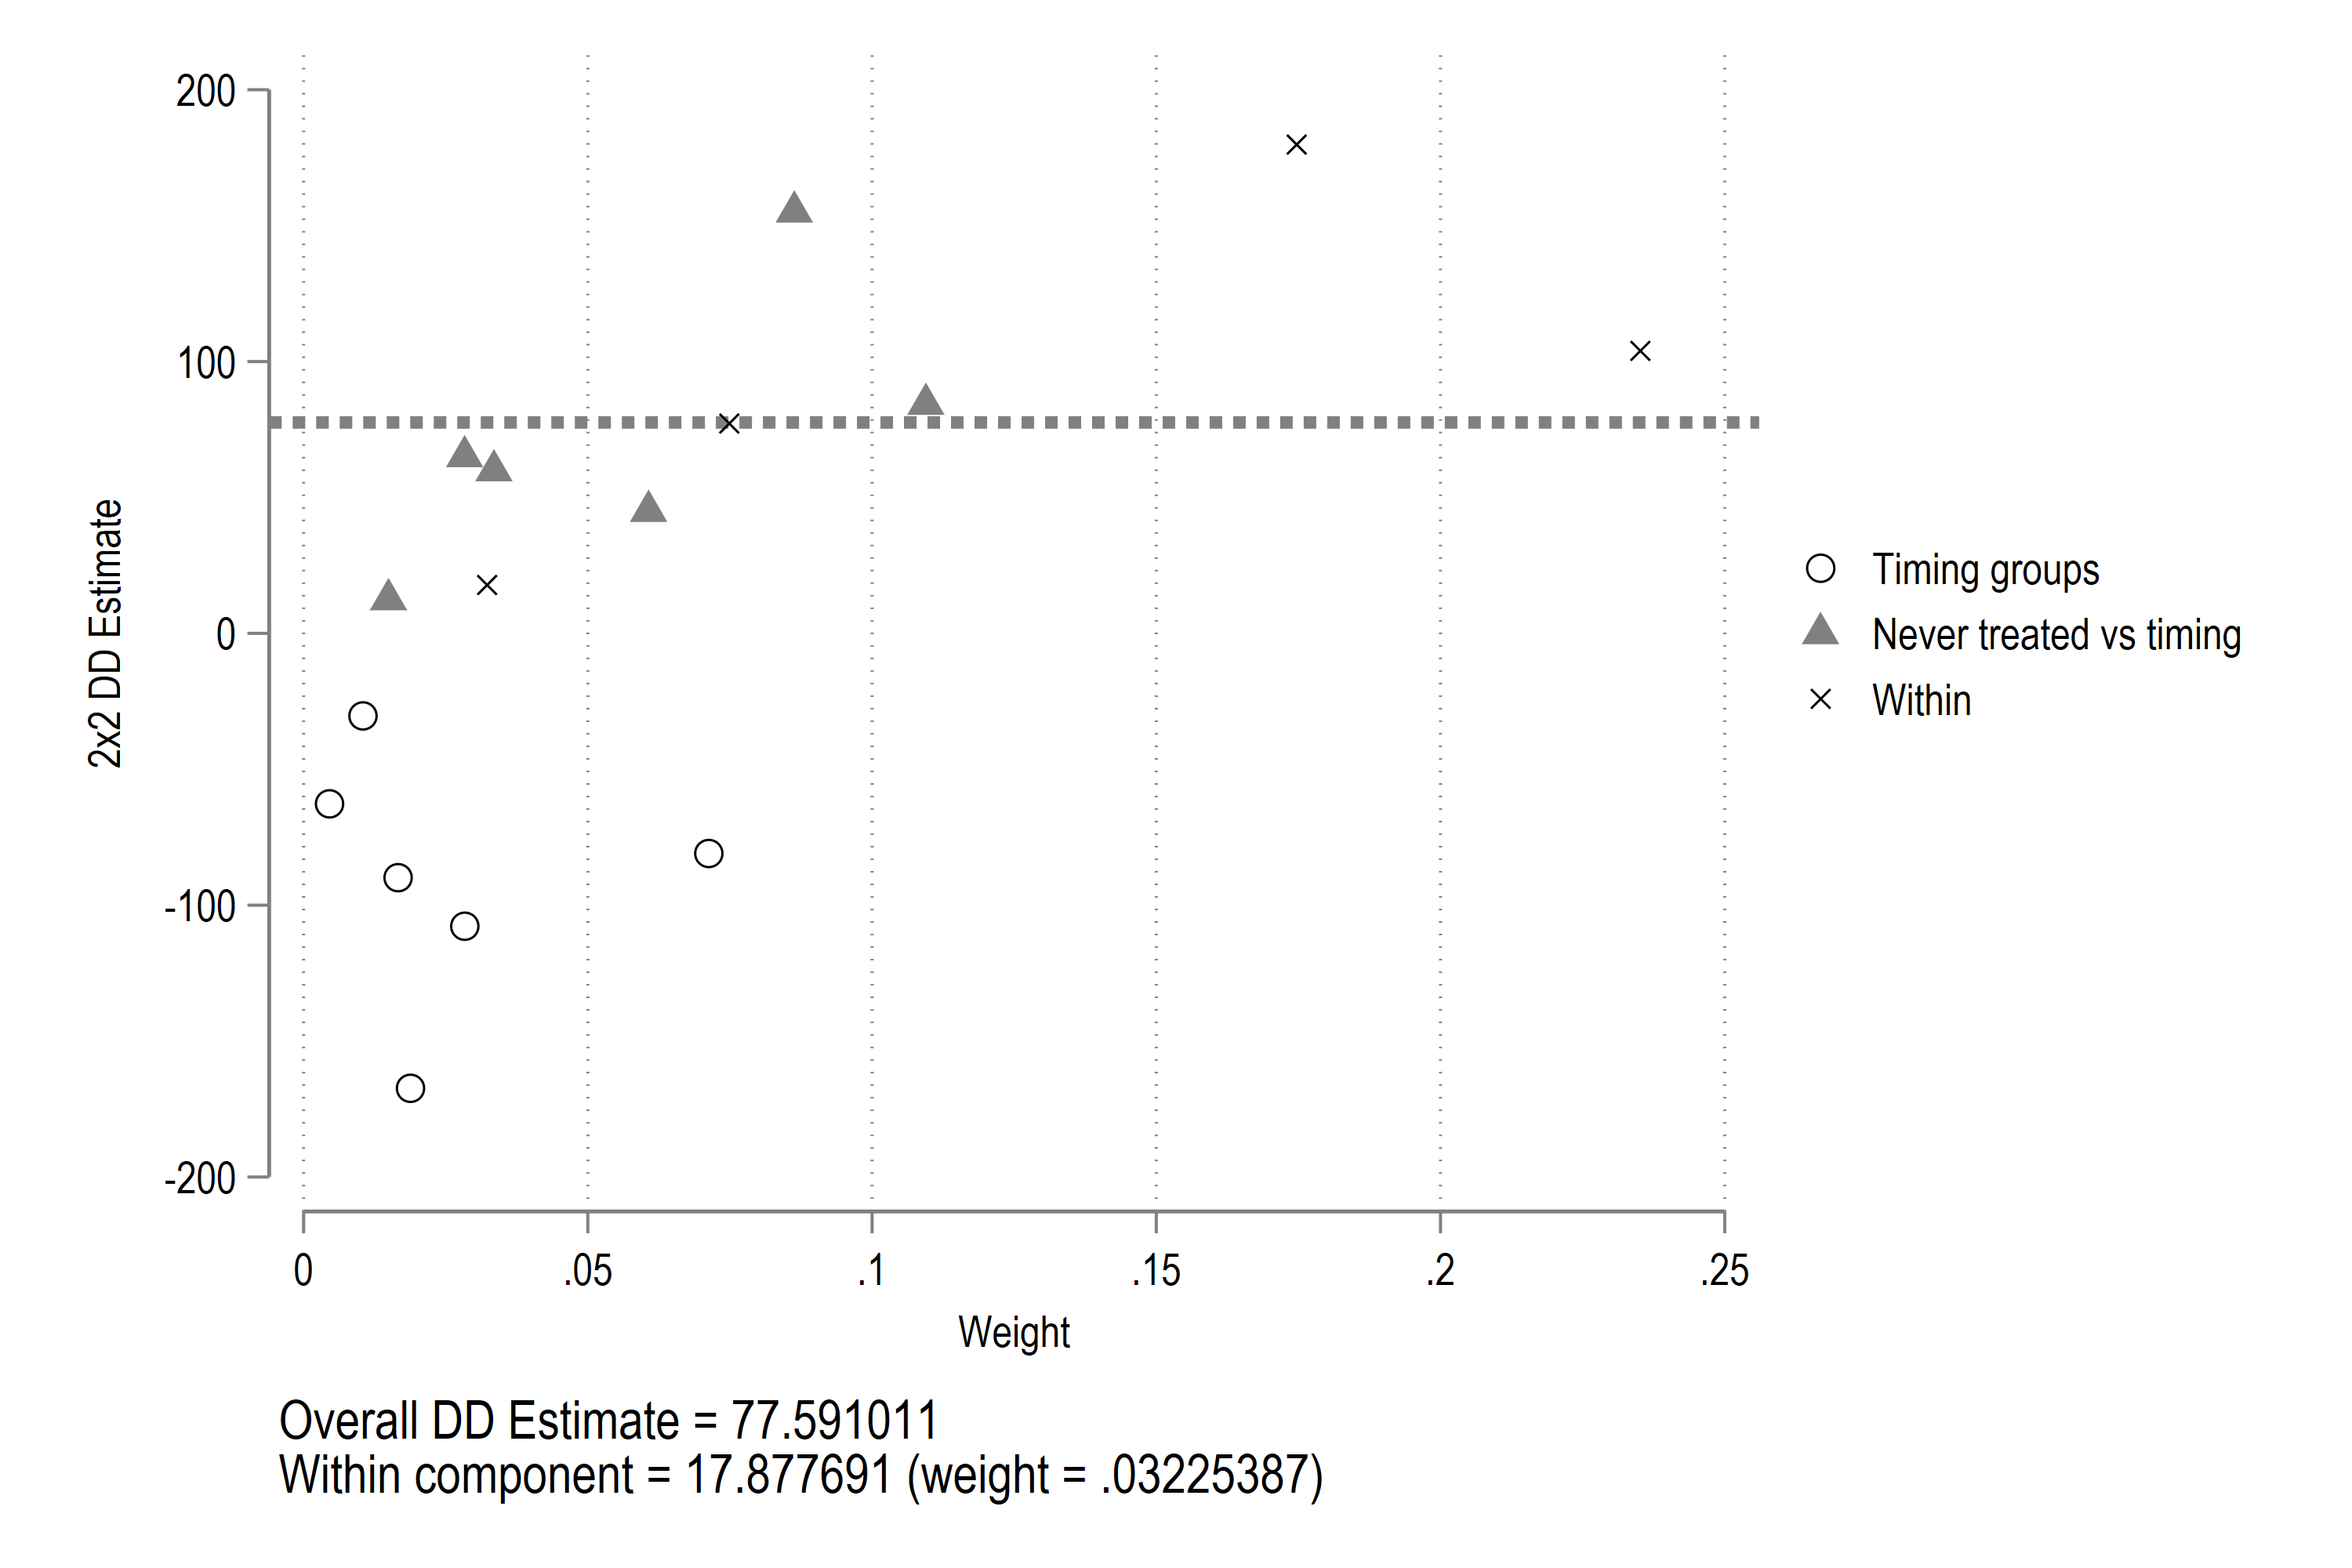 200
100
0
-100
-200
2x2 DD Estimate
0 .05 .1 .15 .2 .25
Weight
Timing groups
Never treated vs timing
Within
Overall DD Estimate = 77.591011
Within component = 17.877691 (weight = .03225387)